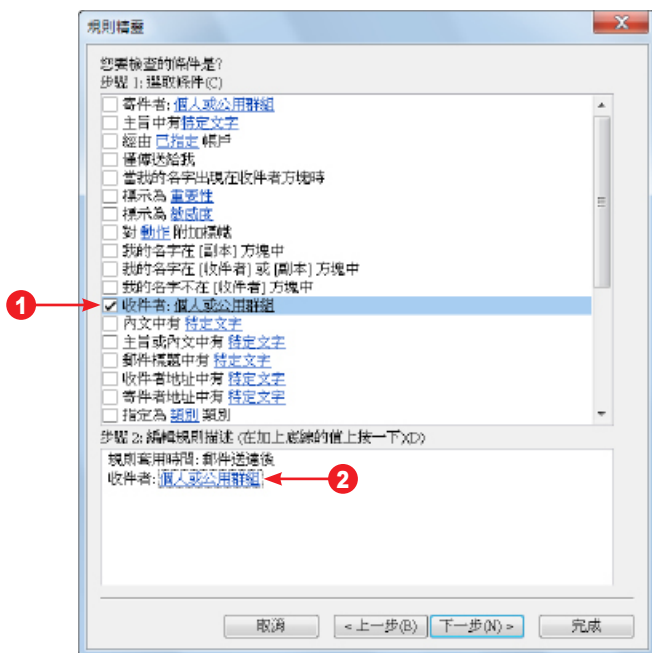 規則精靈
您要檢查的條件是?
步驟 1: 選取條件(C)
寄件者: 個人或公用群組
主旨中有特定文字
經由 已指定 帳戶
僅傳送給我
當我的名字出現在收件者方塊時
標示為 重要性
標示為 敏感度
對 動作 附加標幟
我的名字在 [副本] 方塊中
我的名字在 [收件者] 或 [副本] 方塊中
我的名字不在 [收件者] 方塊中
1 收件者: 個人或公用群組
內文中有 特定文字
主旨或內文中有 特定文字
郵件標題中有 特定文字
收件者地址中有 特定文字
寄件者地址中有 特定文字
指定為 類別 類別
步驟 2: 編輯規則描述 (在加上底線的值上按一下)(D)
規則套用時間: 郵件送達後
收件者: 個人或公用群組 2
取消 < 上一步(B) 下一步(N) > 完成